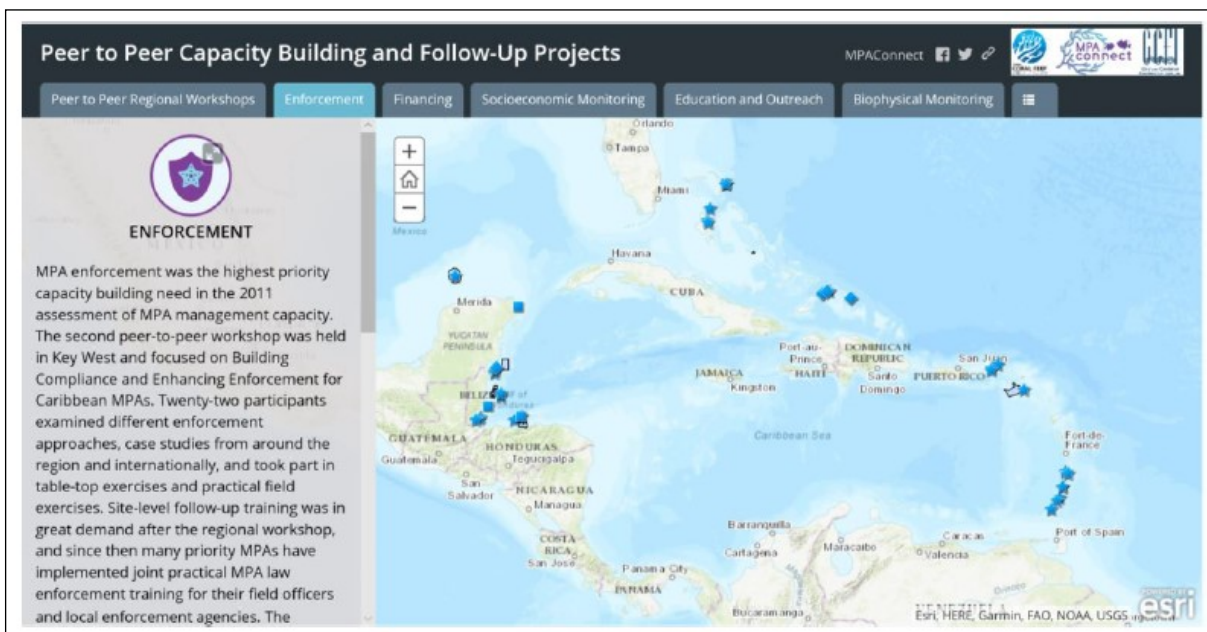 Peer to Peer Capacity Building and Follow-Up Projects
MPAConnect
MPA
connect
GCFI
Peer to Peer Regional Workshops
Enforcement
Financing
Socioeconomic Monitoring
Education and Outreach
Biophysical Monitoring
ENFORCEMENT
MPA enforcement was the highest priority
capacity building need in the 2011
assessment of MPA management capacity.
The second peer-to-peer workshop was held
in Key West and focused on Building
Compliance and Enhancing Enforcement for
Caribbean MPAs. Twenty-two participants
examined different enforcement
approaches, case studies from around the
region and internationally, and took part in
table-top exercises and practical field
exercises. Site-level follow-up training was in
great demand after the regional workshop,
and since then many priority MPAs have
implemented joint practical MPA law
enforcement training for their field officers
and local enforcement agencies. The
+
−
Orlando
Tampa
Miami
Mexico
Havana
CUBA
Merida
YUCATAN
PENINSULA
Port-au-
Prince
HAITI
DOMINICAN
REPUBLIC
Santo
Domingo
San Juan
PUERTO RICO
JAMAICA
Kingston
GUATEMALA
Guatemala
HONDURAS
Tegucigalpa
Caribbean Sea
Fort-de-
France
San
Salvador
NICARAGUA
Managua
COSTA
RICA
San Jose
Barranquilla
Cartagena
Maracaibo
Caracas
Valencia
Port of Spain
Panama City
PANAMA
Bucaramanga
Esri, HERE, Garmin, FAO, NOAA, USGS
POWERED BY
esri